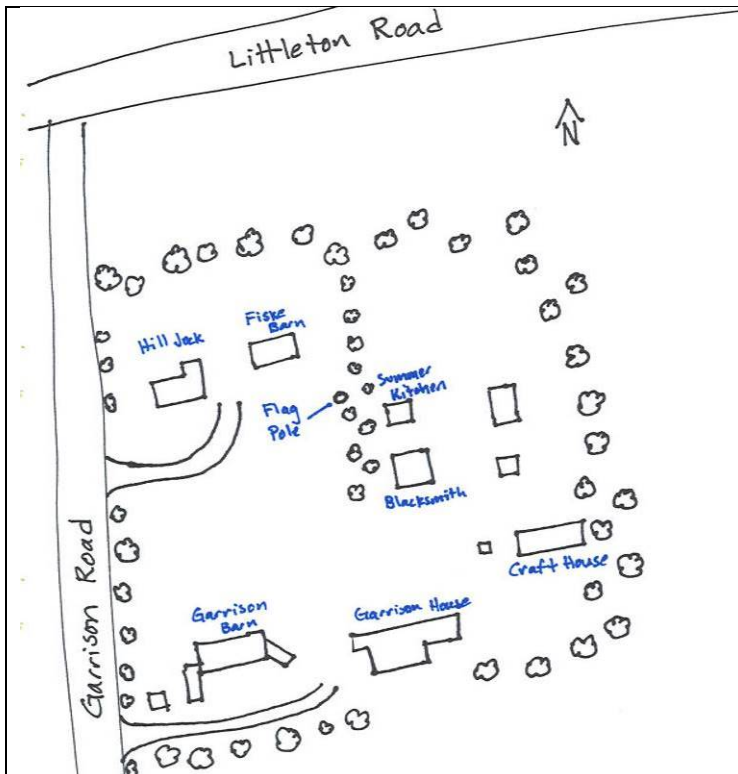 Littleton Road
N
Fiske
Barn
Hill Jock
Summer
Kitchen
Flag
Pole
Blacksmith
Craft House
Garrison
Barn
Garrison House
Garrison Road